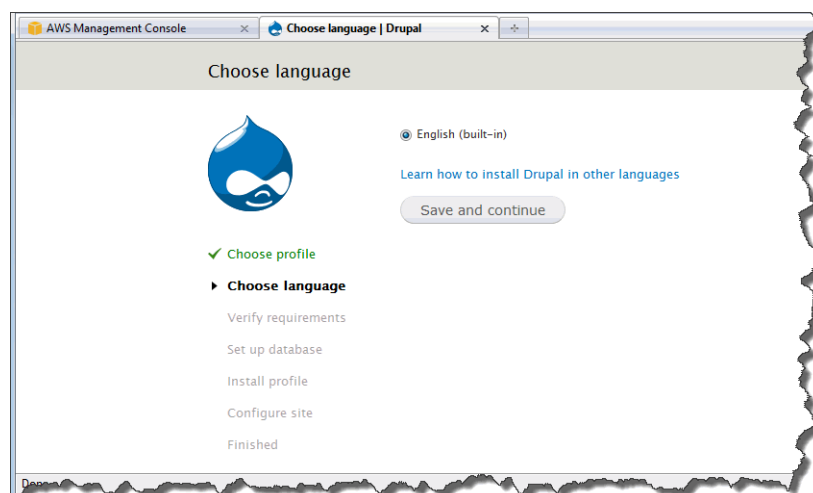 AWS Management Console
Choose language | Drupal
Choose language
English (built-in)
Learn how to install Drupal in other languages
Save and continue
Choose profile
Choose language
Verify requirements
Set up database
Install profile
Configure site
Finished